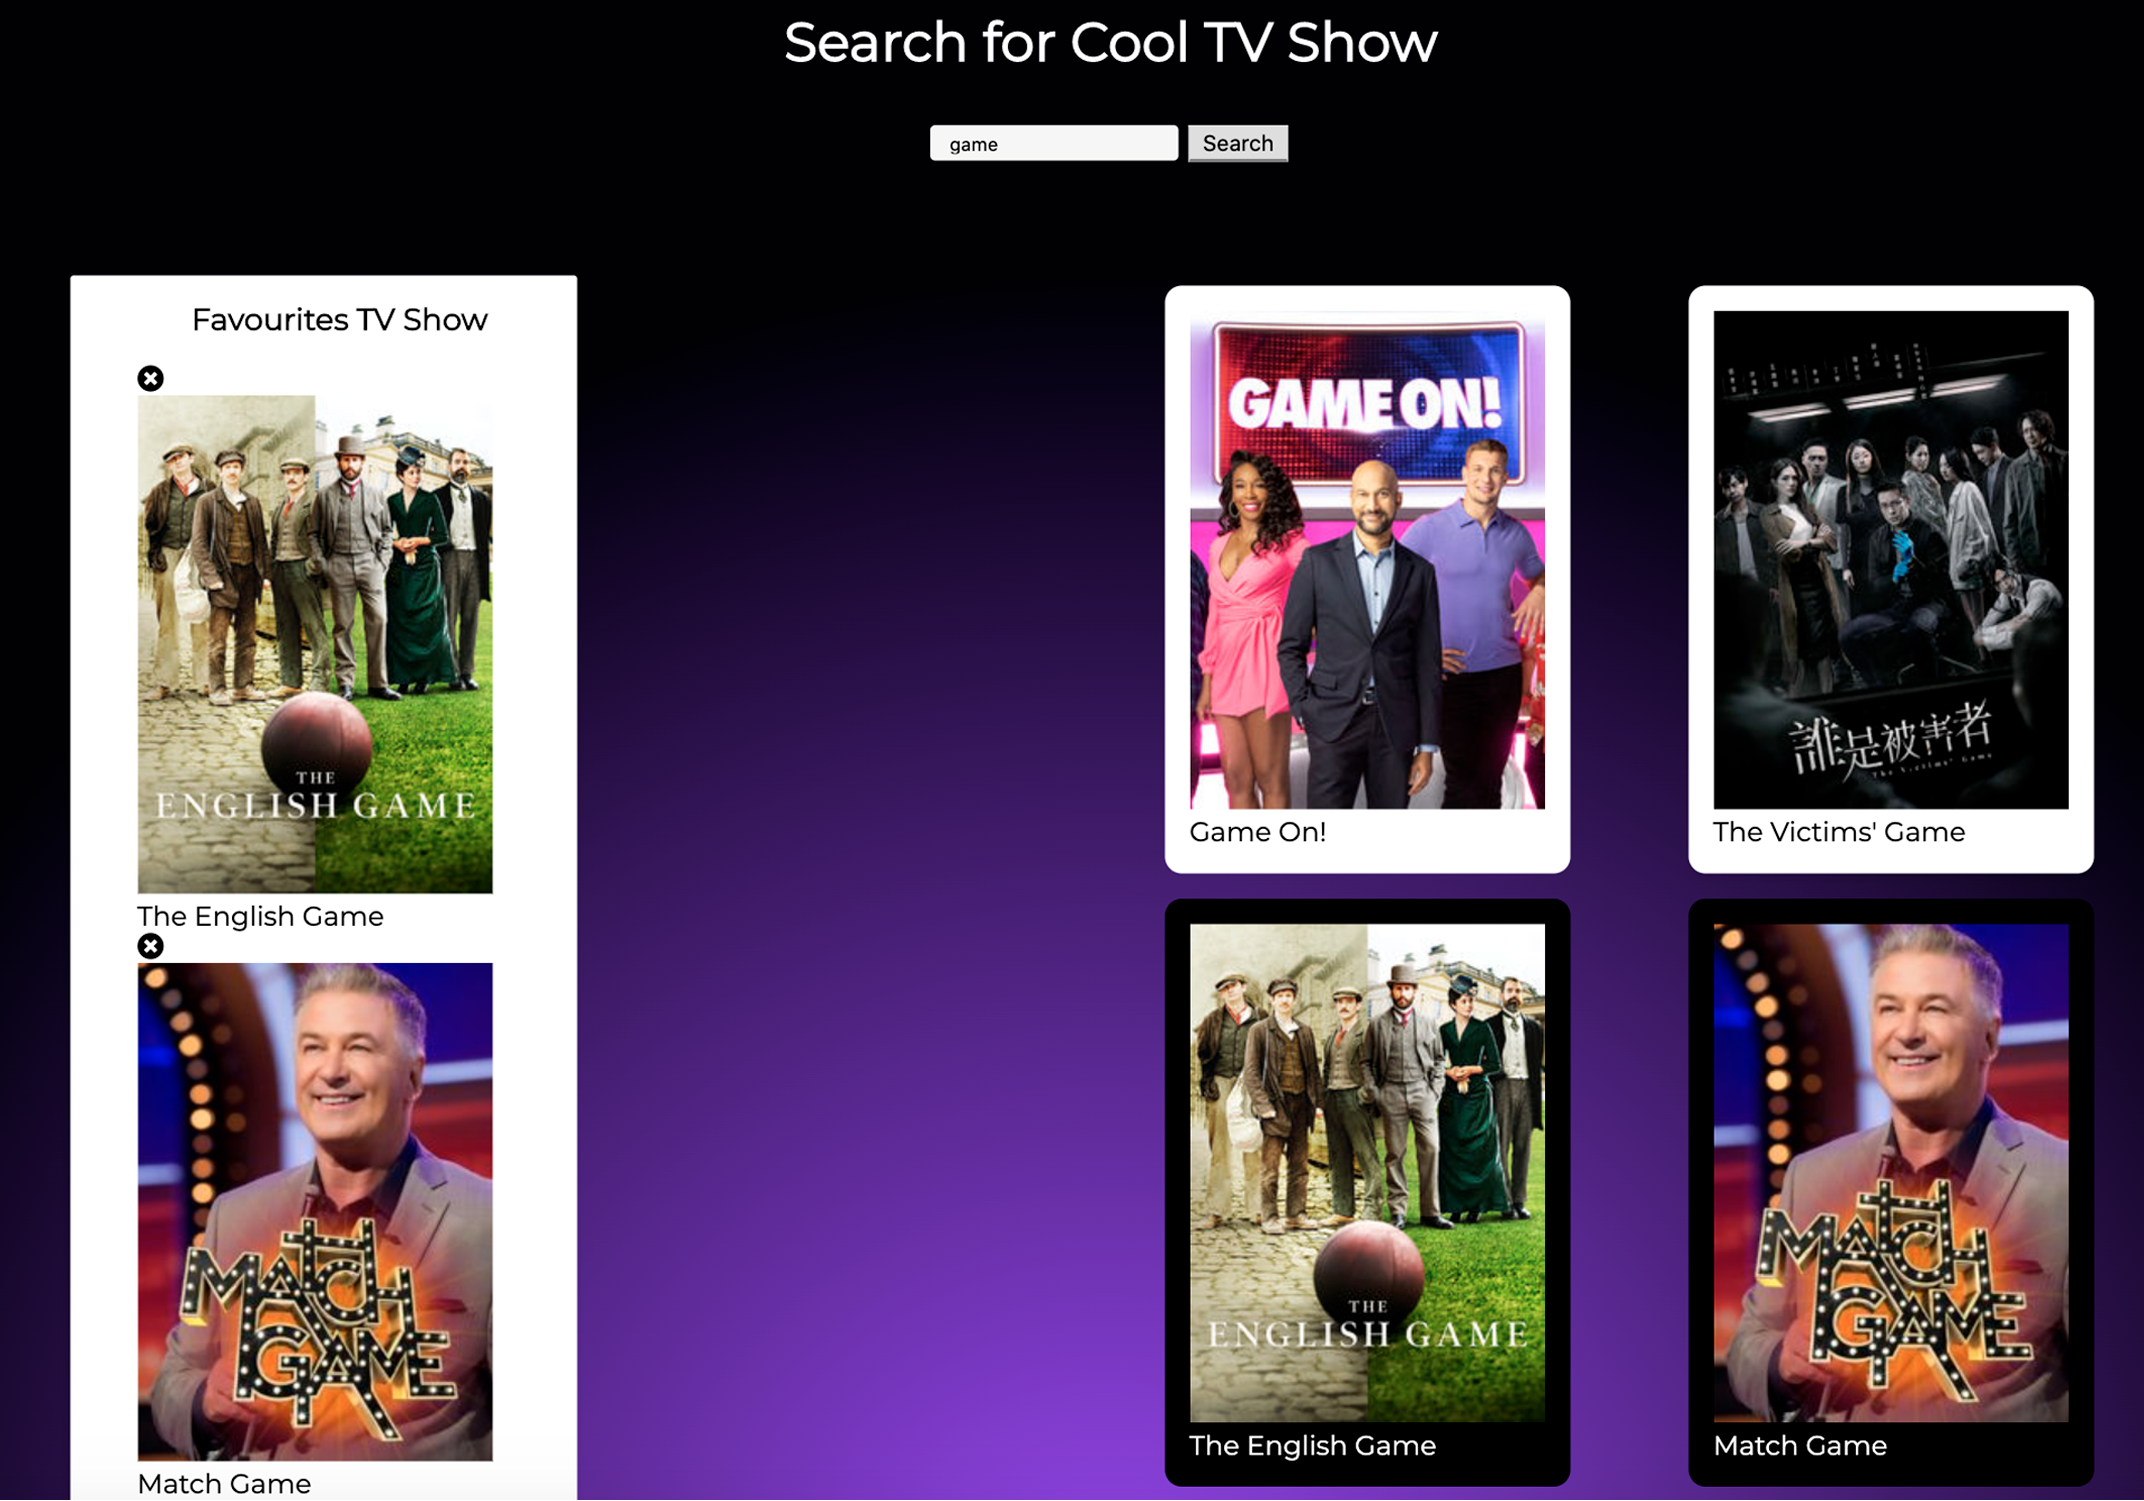 Search for Cool TV Show
game
Search
Favourites TV Show
THE
ENGLISH GAME
The English Game
MATCH
GAME
Match Game
GAME ON!
Game On!
誰是被害者
The Victims' Game
The Victims' Game
THE
ENGLISH GAME
The English Game
MATCH
GAME
Match Game